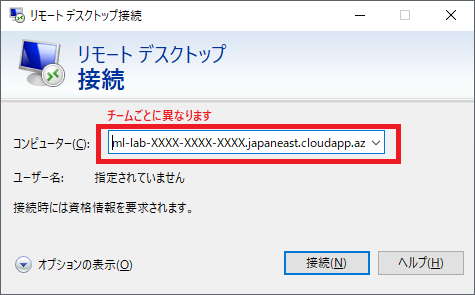 リモート デスクトップ接続
リモート デスクトップ
接続
チームごとに異なります
コンピューター(C):
ml-lab-XXXX-XXXX-XXXX.japaneast.cloudapp.az
ユーザー名: 指定されていません
接続時には資格情報を要求されます。
オプションの表示(O)
接続(N)
ヘルプ(H)